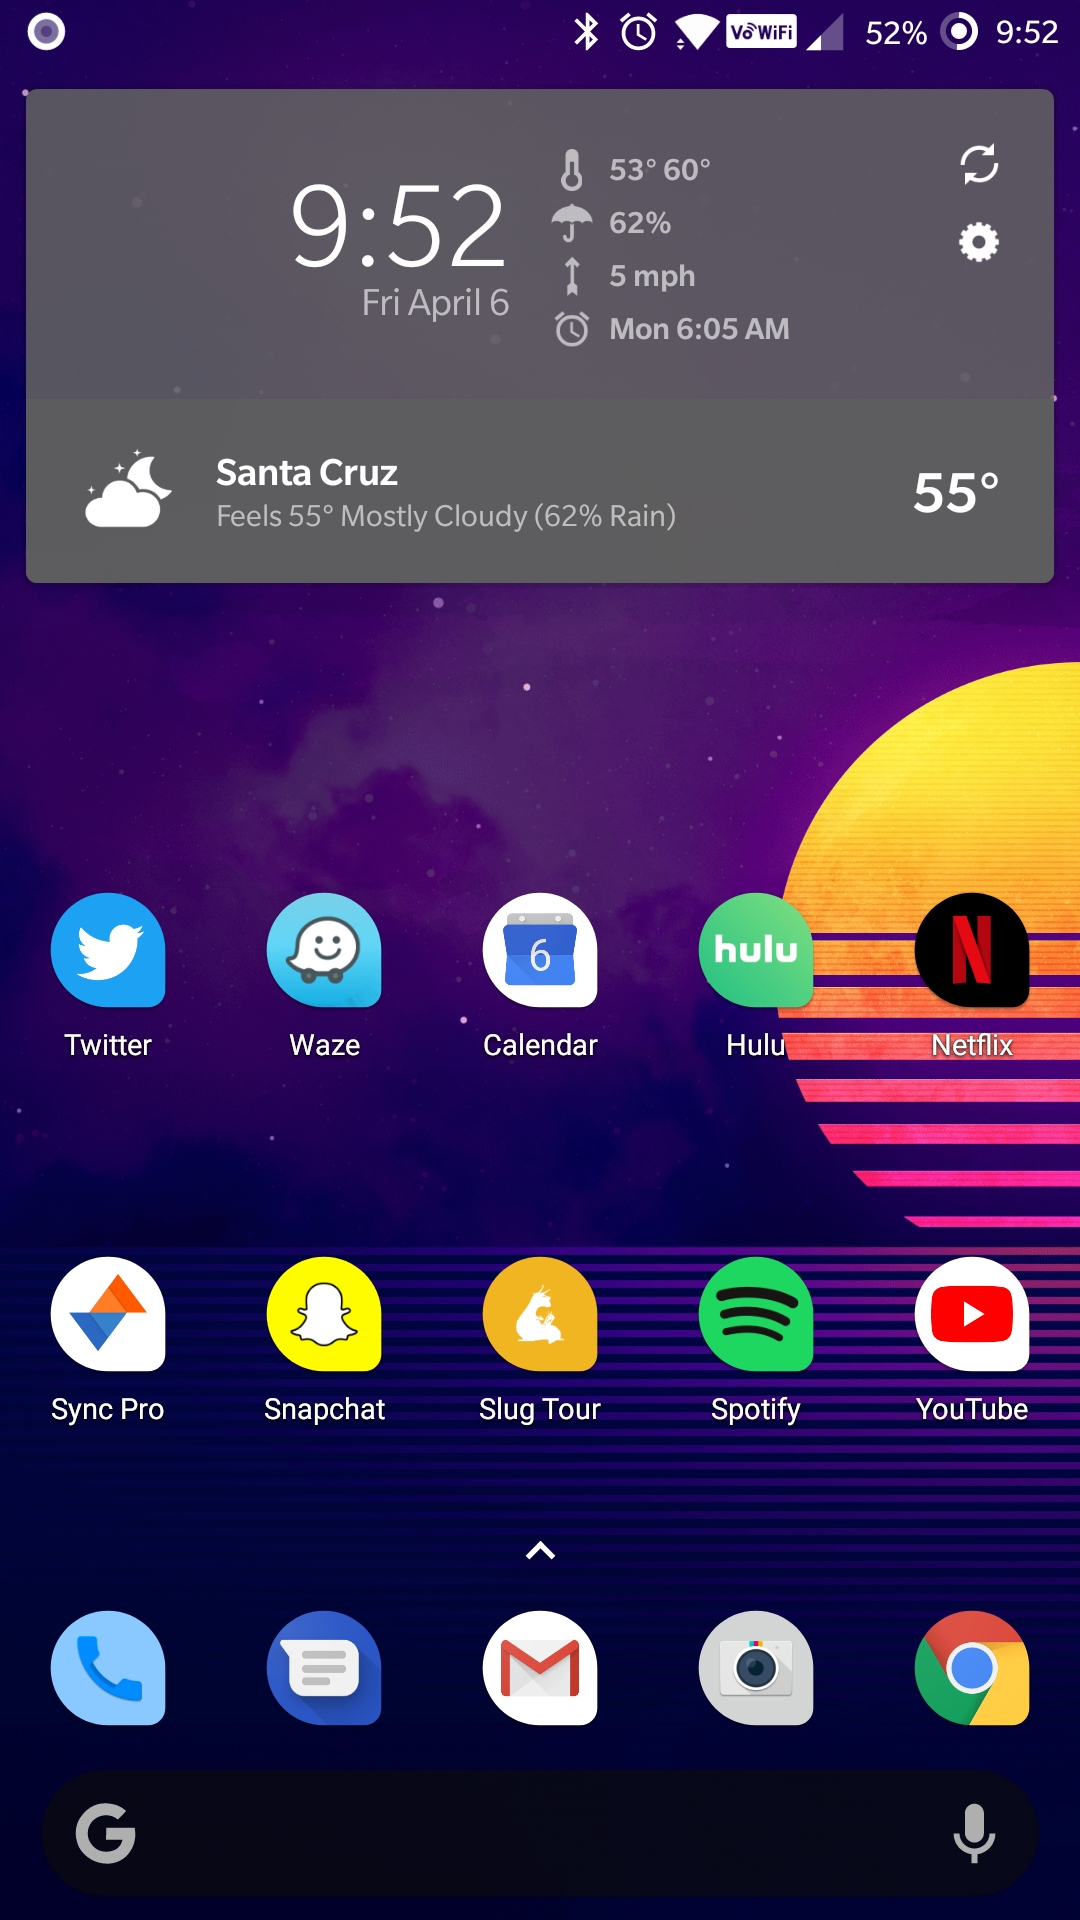 Vo WiFi 52% 9:52
53° 60°
9:52
62%
5 mph
Fri April 6
Mon 6:05 AM
Santa Cruz
Feels 55° Mostly Cloudy (62% Rain)
55°
6
hulu
N
Twitter
Waze
Calendar
Hulu
Netflix
Sync Pro
Snapchat
Slug Tour
Spotify
YouTube
G